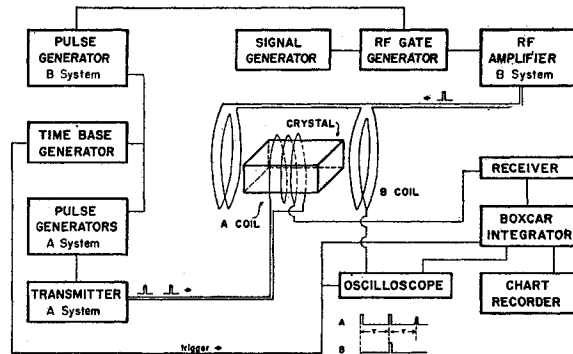 PULSE
GENERATOR
B System
SIGNAL
GENERATOR
RF GATE
GENERATOR
RF
AMPLIFIER
B System
TIME BASE
GENERATOR
CRYSTAL
B COIL
A COIL
RECEIVER
PULSE
GENERATORS
A System
BOXCAR
INTEGRATOR
TRANSMITTER
A System
OSCILLOSCOPE
CHART
RECORDER
trigger
A
τ τ
B